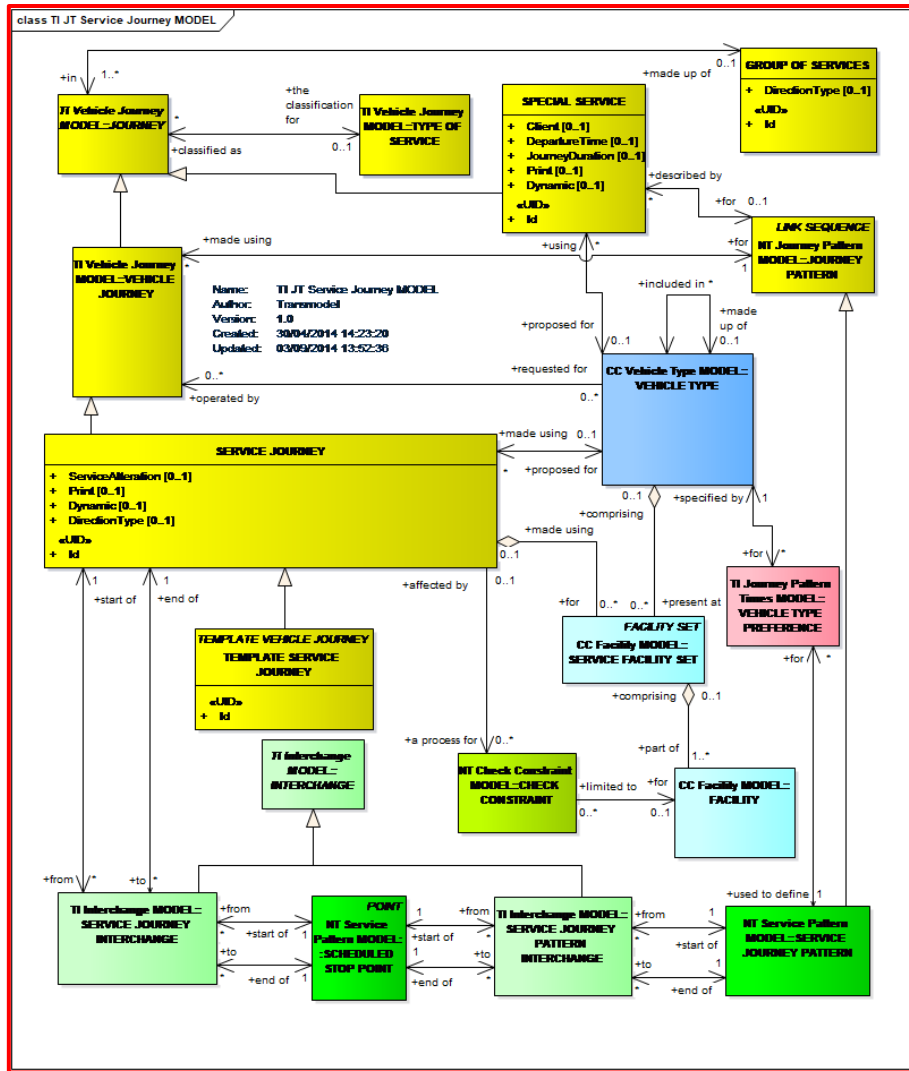 class TI JT Service Journey MODEL
+in
1..*
0..1
+made up of
GROUP OF SERVICES
+ DirectionType [0..1]
«UID»
+ Id
TI Vehicle Journey
MODEL::JOURNEY
*
+classified as
+the
classification
for
0..1
TI Vehicle Journey
MODEL::TYPE OF
SERVICE
SPECIAL SERVICE
+ Client [0..1]
+ DepartureTime [0..1]
+ JourneyDuration [0..1]
+ Print [0..1]
+ Dynamic [0..1]
«UID»
+ Id
+described by
*
+for
0..1
LINK SEQUENCE
NT Journey Pattern
MODEL::JOURNEY
PATTERN
+made using
*
+for
1
+using
*
TI Vehicle Journey
MODEL::VEHICLE
JOURNEY
Name: TI JT Service Journey MODEL
Author: Transmodel
Version: 1.0
Created: 30/04/2014 14:23:20
Updated: 03/09/2014 13:52:36
+included in *
+made
up of
0..1
+proposed for
0..1
CC Vehicle Type MODEL::
VEHICLE TYPE
0..*
+operated by
+requested for
0..*
SERVICE JOURNEY
+ ServiceAlteration [0..1]
+ Print [0..1]
+ Dynamic [0..1]
+ DirectionType [0..1]
«UID»
+ Id
+made using
0..1
*
+proposed for
0..1
+comprising
+specified by
1
+made using
0..1
+for
0..*
+for
*
0..*
+present at
TI Journey Pattern
Times MODEL::
VEHICLE TYPE
PREFERENCE
1
+start of
1
+end of
+affected by
0..1
FACILITY SET
CC Facility MODEL::
SERVICE FACILITY SET
+for
*
TEMPLATE VEHICLE JOURNEY
TEMPLATE SERVICE
JOURNEY
«UID»
+ Id
+comprising
0..1
+a process for
0..*
+part of
1..*
TI Interchange
MODEL::
INTERCHANGE
NT Check Constraint
MODEL::CHECK
CONSTRAINT
+limited to
0..*
+for
0..1
CC Facility MODEL::
FACILITY
+from
*
+to
*
+used to define
1
TI Interchange MODEL::
SERVICE JOURNEY
INTERCHANGE
+from
*
+start of
1
+to
*
+end of
1
POINT
NT Service
Pattern MODEL::
:SCHEDULED
STOP POINT
1
+from
+start of
*
1
+to
+end of
*
TI Interchange MODEL::
SERVICE JOURNEY
PATTERN
INTERCHANGE
+from
*
1
+start of
+to
*
1
+end of
NT Service Pattern
MODEL::SERVICE
JOURNEY PATTERN